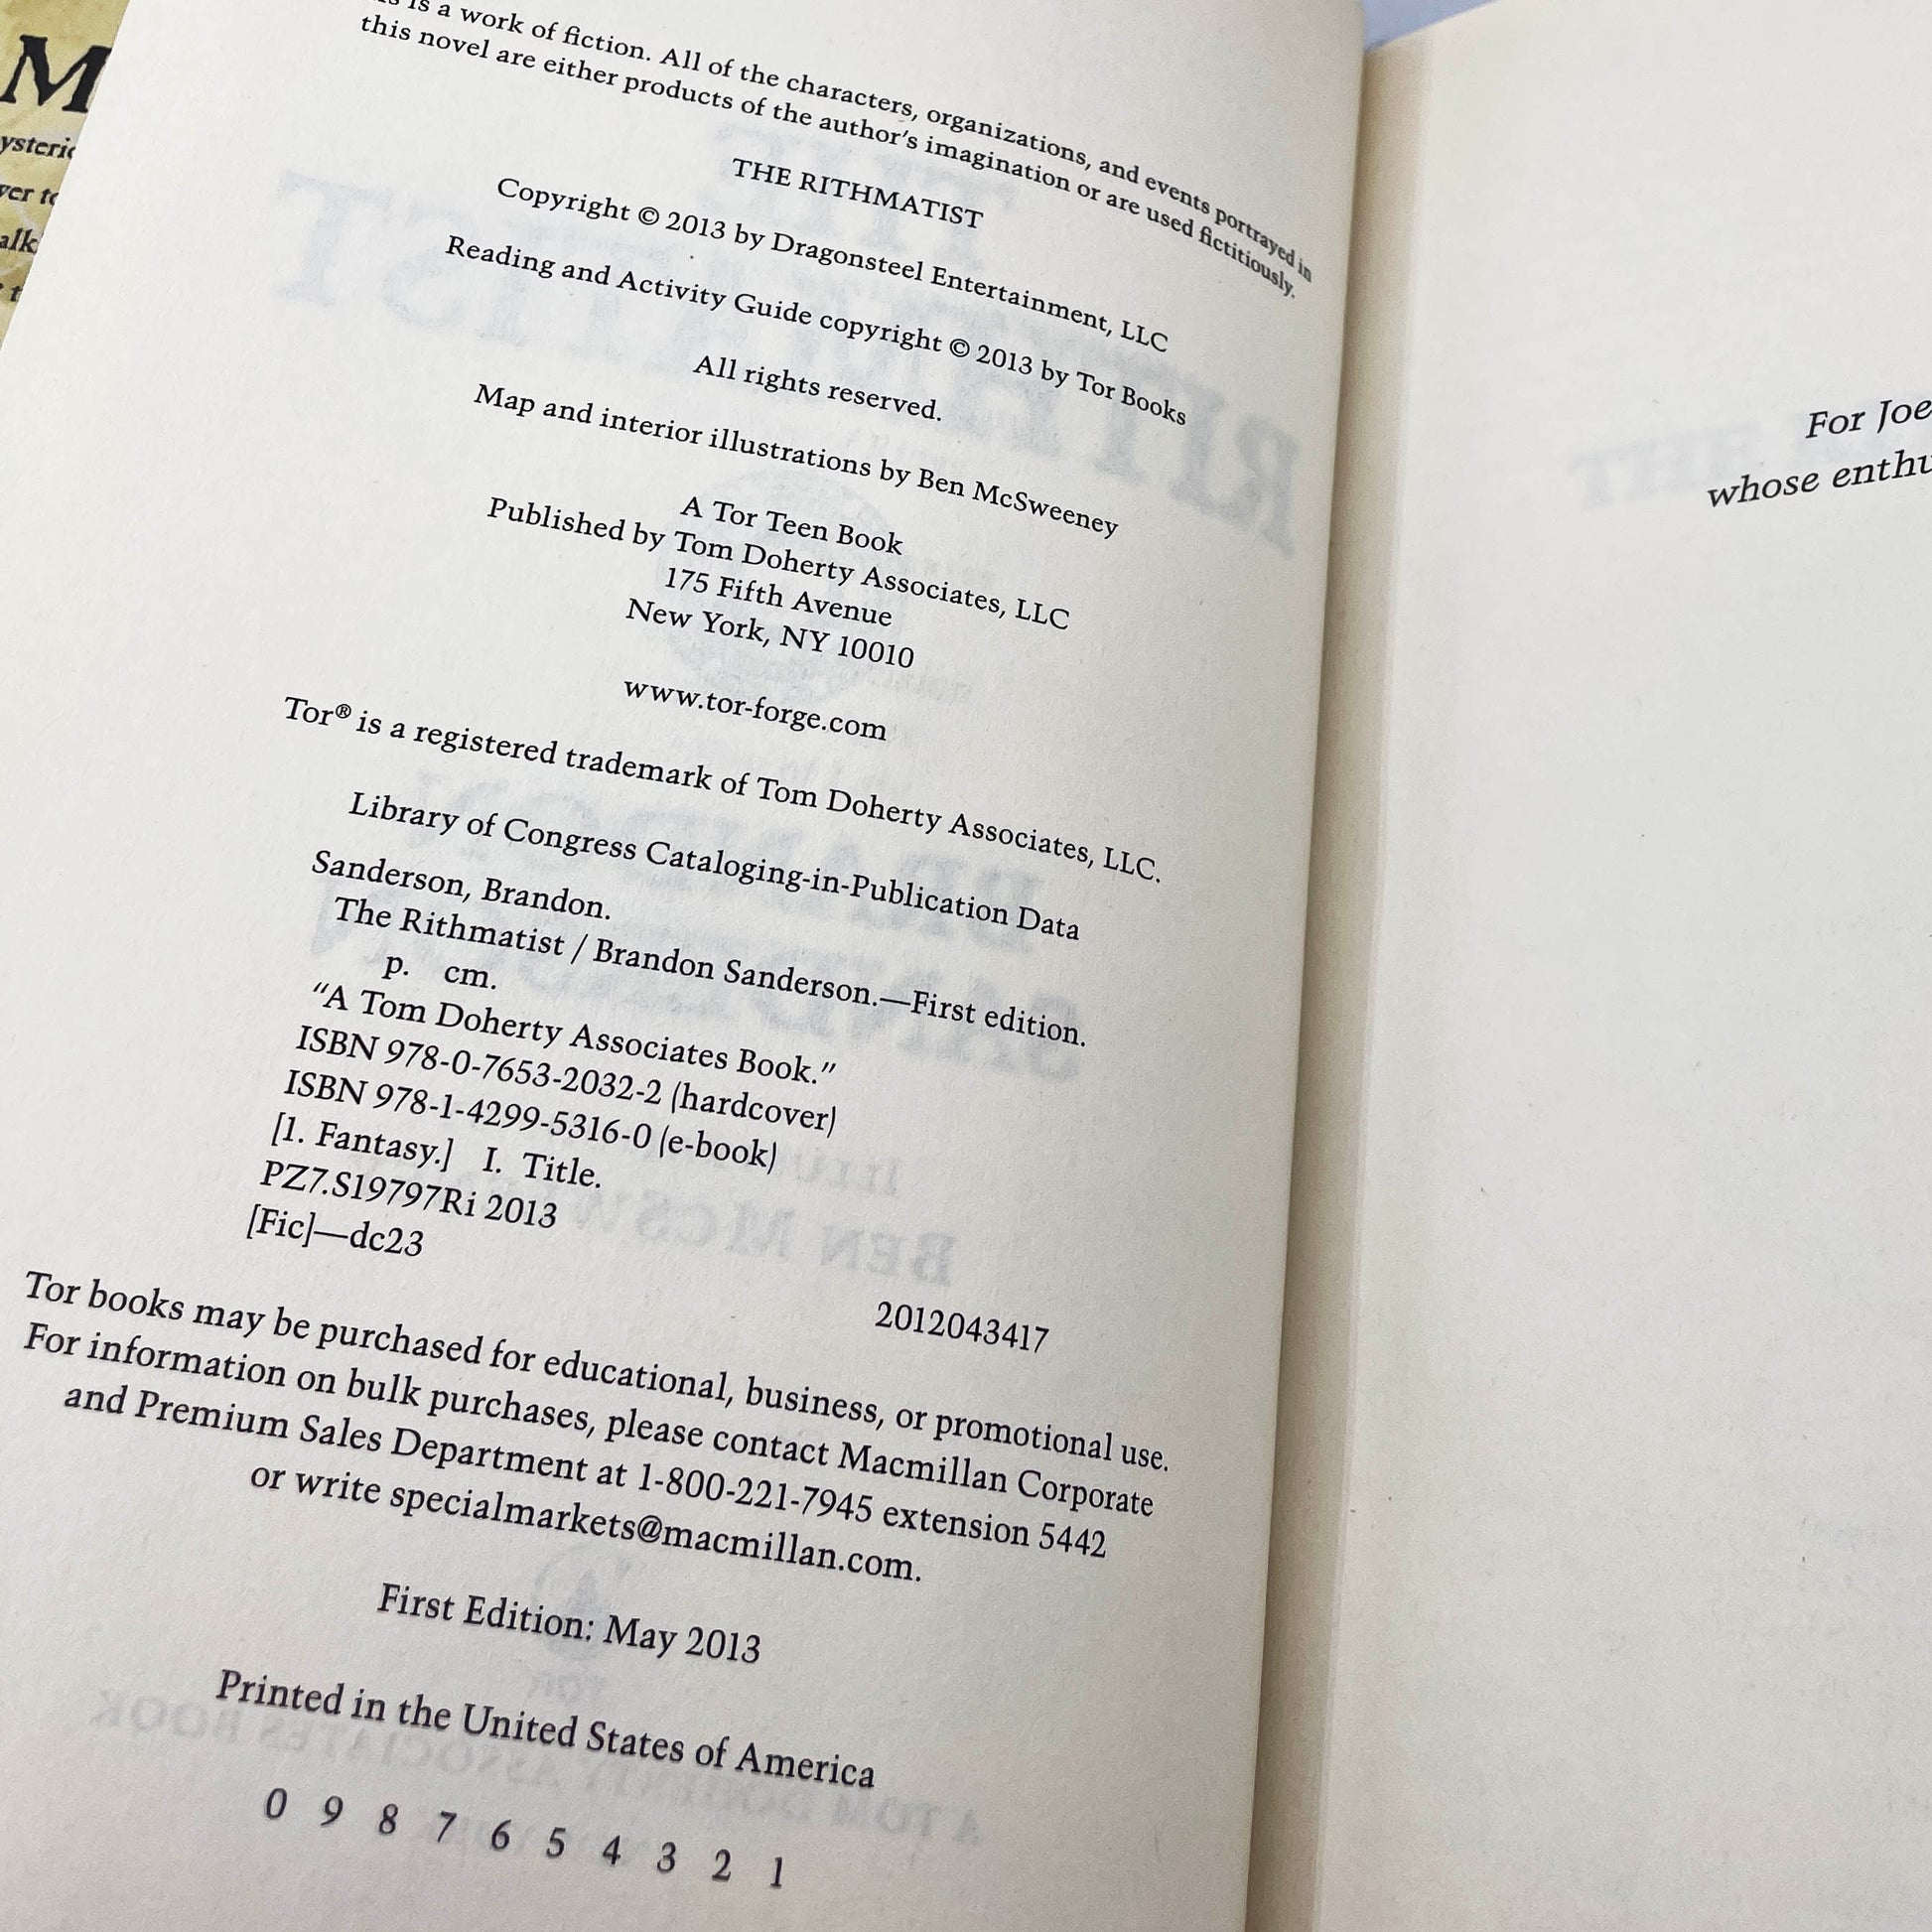 M
is a work of fiction. All of the characters, organizations, and events portrayed in
this novel are either products of the author's imagination or are used fictitiously.
THE RITHMATIST
Copyright © 2013 by Dragonsteel Entertainment, LLC
Reading and Activity Guide copyright © 2013 by Tor Books
All rights reserved.
Map and interior illustrations by Ben McSweeney
A Tor Teen Book
Published by Tom Doherty Associates, LLC
175 Fifth Avenue
New York, NY 10010
www.tor-forge.com
Tor® is a registered trademark of Tom Doherty Associates, LLC.
Library of Congress Cataloging-in-Publication Data
Sanderson, Brandon.
The Rithmatist / Brandon Sanderson.—First edition.
p. cm.
"A Tom Doherty Associates Book."
ISBN 978-0-7653-2032-2 (hardcover)
ISBN 978-1-4299-5316-0 (e-book)
[1. Fantasy.] I. Title.
PZ7.S19797Ri 2013
[Fic]—dc23
2012043417
Tor books may be purchased for educational, business, or promotional use.
For information on bulk purchases, please contact Macmillan Corporate
and Premium Sales Department at 1-800-221-7945 extension 5442
or write specialmarkets@macmillan.com.
First Edition: May 2013
Printed in the United States of America
0 9 8 7 6 5 4 3 2 1
For Joe
whose enthu